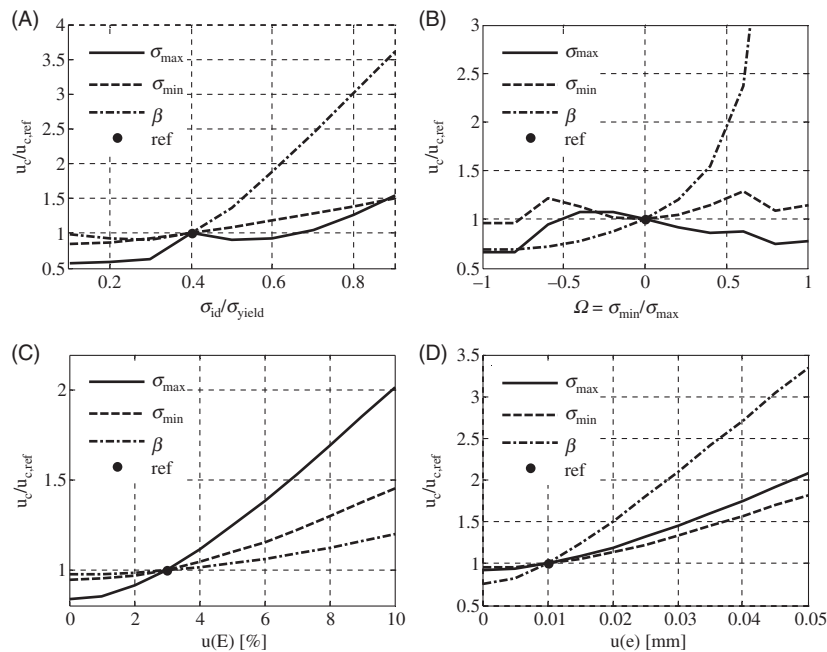 (A)
4
3.5
3
2.5
2
1.5
1
0.5
u_c/u_c,ref
σ_max
σ_min
β
ref
0.2 0.4 0.6 0.8
σ_id/σ_yield
(B)
3
2.5
2
1.5
1
0.5
u_c/u_c,ref
σ_max
σ_min
β
ref
−1 −0.5 0 0.5 1
Ω = σ_min/σ_max
(C)
2
1.5
1
u_c/u_c,ref
σ_max
σ_min
β
ref
0 2 4 6 8 10
u(E) [%]
(D)
3.5
3
2.5
2
1.5
1
0.5
u_c/u_c,ref
σ_max
σ_min
β
ref
0 0.01 0.02 0.03 0.04 0.05
u(e) [mm]